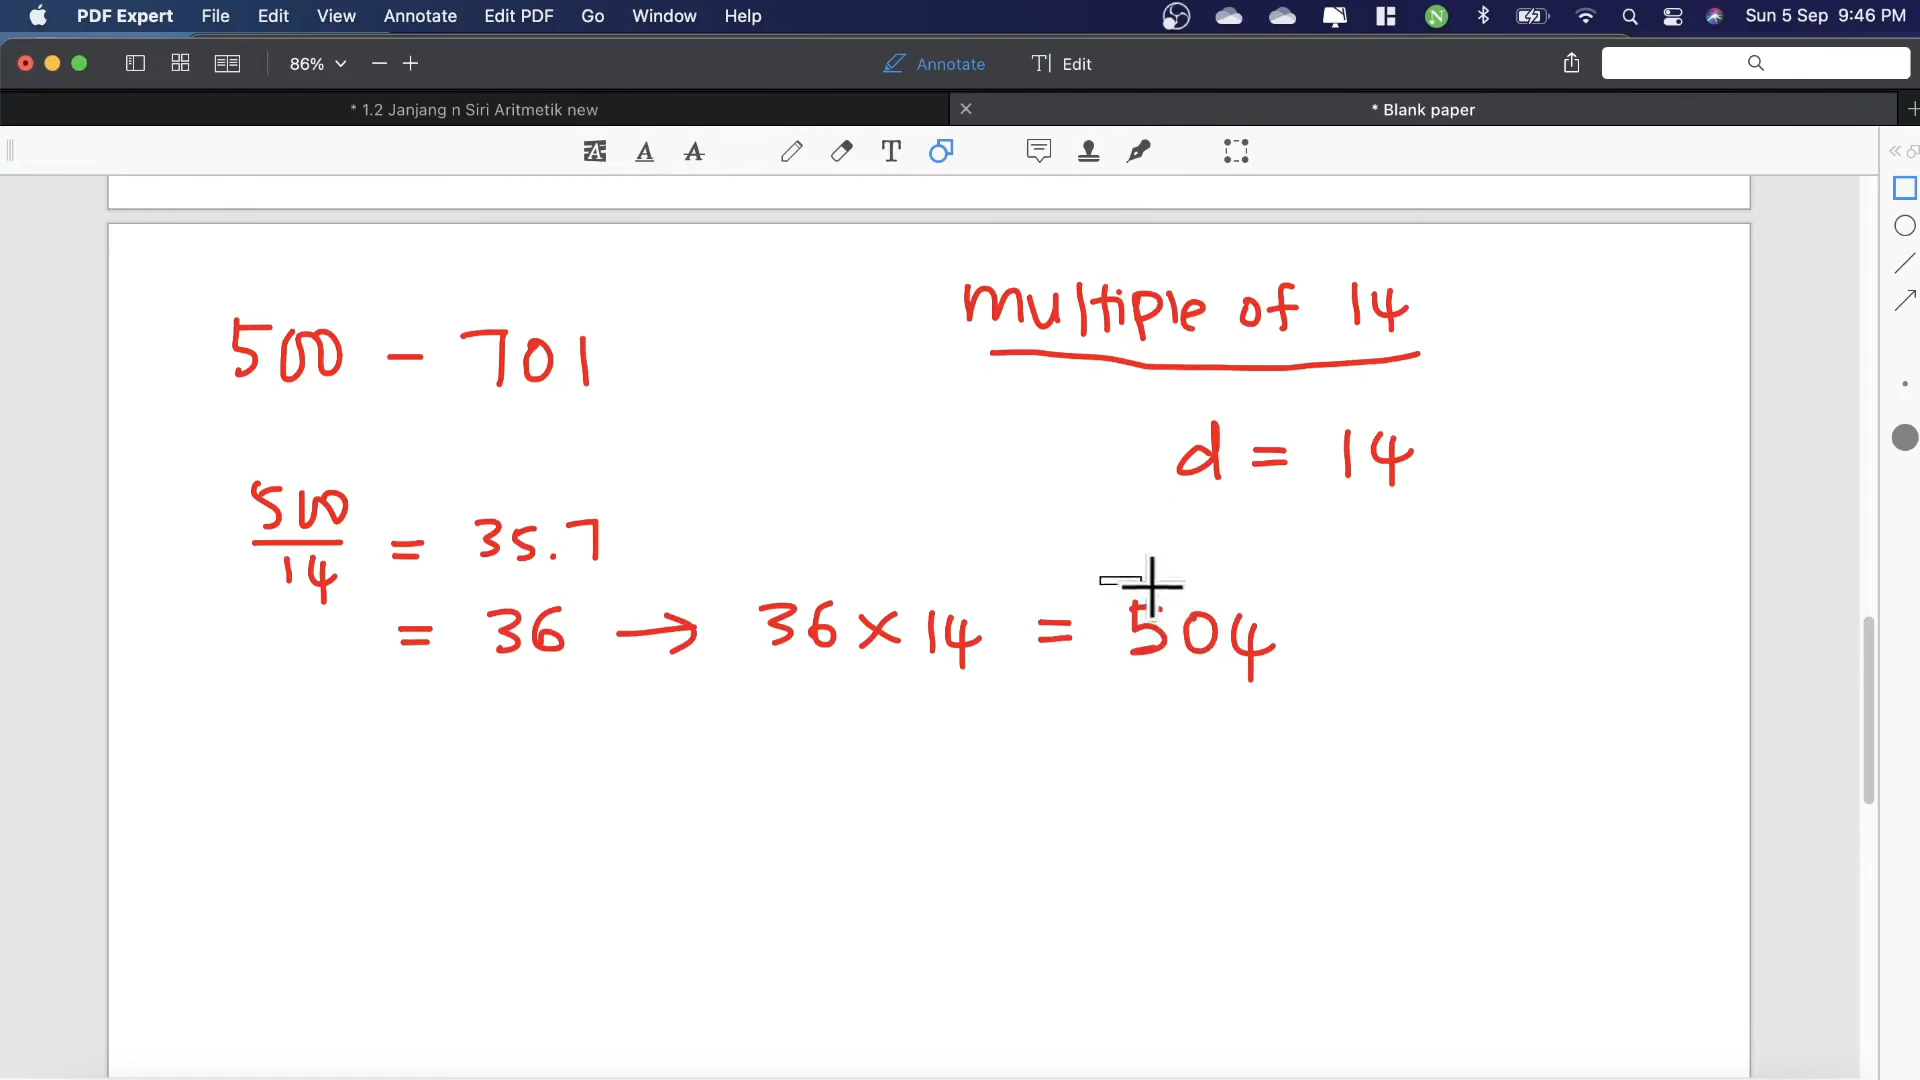 PDF Expert File Edit View Annotate Edit PDF Go Window Help Sun 5 Sep 9:46 PM
86% Annotate Edit
* 1.2 Janjang n Siri Aritmetik new * Blank paper
500 - 701
multiple of 14
d = 14
500/14 = 35.7
= 36 → 36 × 14 = 504